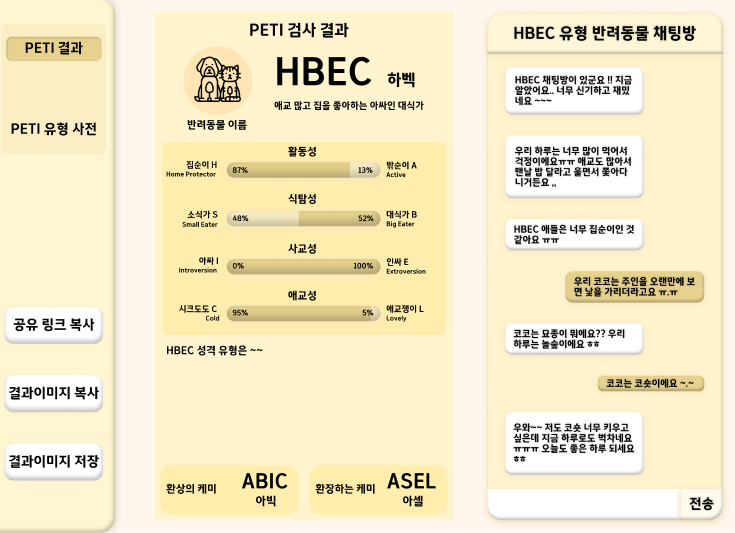 PETI 결과
PETI 유형 사전
공유 링크 복사
결과이미지 복사
결과이미지 저장
PETI 검사 결과
HBEC 하벡
애교 많고 집을 좋아하는 아싸인 대식가
반려동물 이름
활동성
집순이 H
Home Protector
87%
13%
밖순이 A
Active
식탐성
소식가 S
Small Eater
48%
52%
대식가 B
Big Eater
사교성
아싸 I
Introversion
0%
100%
인싸 E
Extroversion
애교성
시크도도 C
Cold
95%
5%
애교쟁이 L
Lovely
HBEC 성격 유형은 ~~
환상의 케미
ABIC
아빅
환장하는 케미
ASEL
아셀
HBEC 유형 반려동물 채팅방
HBEC 채팅방이 있군요 !! 지금
알았어요.. 너무 신기하고 재밌
네요 ~~~
우리 하루는 너무 많이 먹어서
걱정이에요ㅠㅠ 애교도 많아서
맨날 밥 달라고 울면서 쫓아다
니거든요 ,,
HBEC 애들은 너무 집순이인 것
같아요 ㅠㅠ
우리 코코는 주인을 오랜만에 보
면 낯을 가리더라고요 ㅠ.ㅠ
코코는 묘종이 뭐에요?? 우리
하루는 놀숲이에요 ㅎㅎ
코코는 코숏이에요 ~.~
우와~~ 저도 코숏 너무 키우고
싶은데 지금 하루로도 벅차네요
ㅠㅠㅠ 오늘도 좋은 하루 되세요
ㅎㅎ
전송